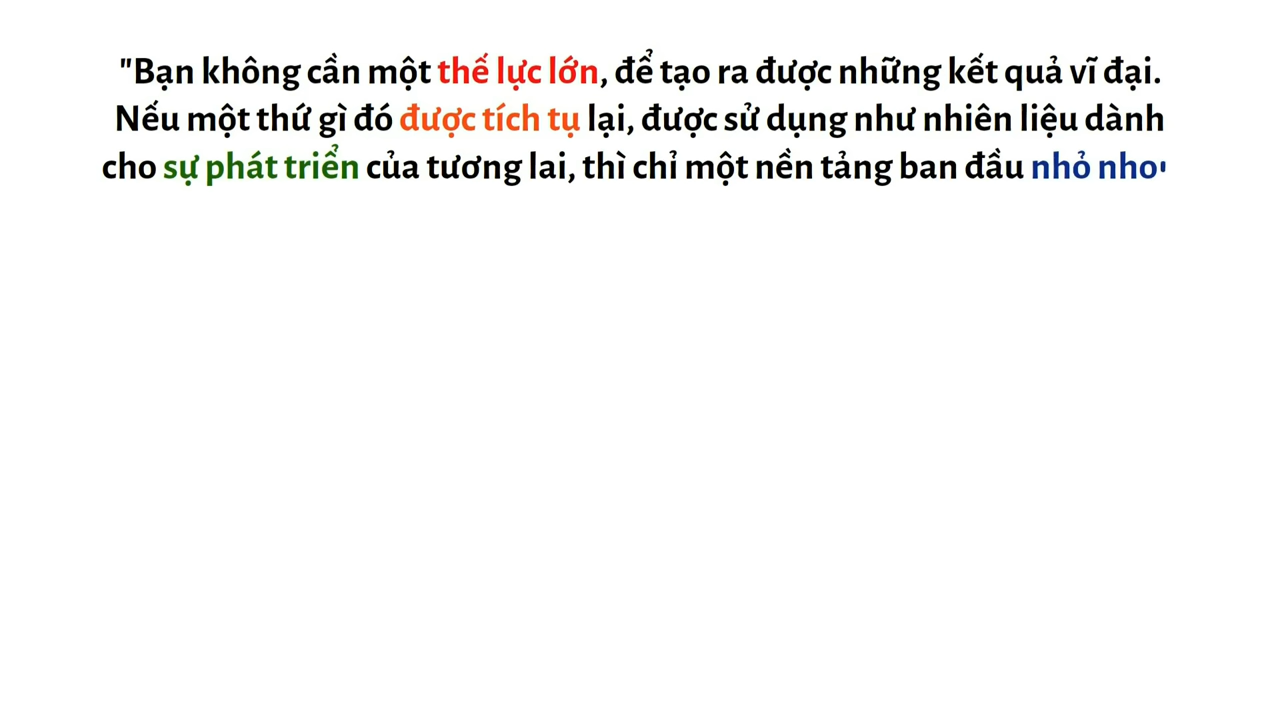 "Bạn không cần một thế lực lớn, để tạo ra được những kết quả vĩ đại.
Nếu một thứ gì đó được tích tụ lại, được sử dụng như nhiên liệu dành
cho sự phát triển của tương lai, thì chỉ một nền tảng ban đầu nhỏ